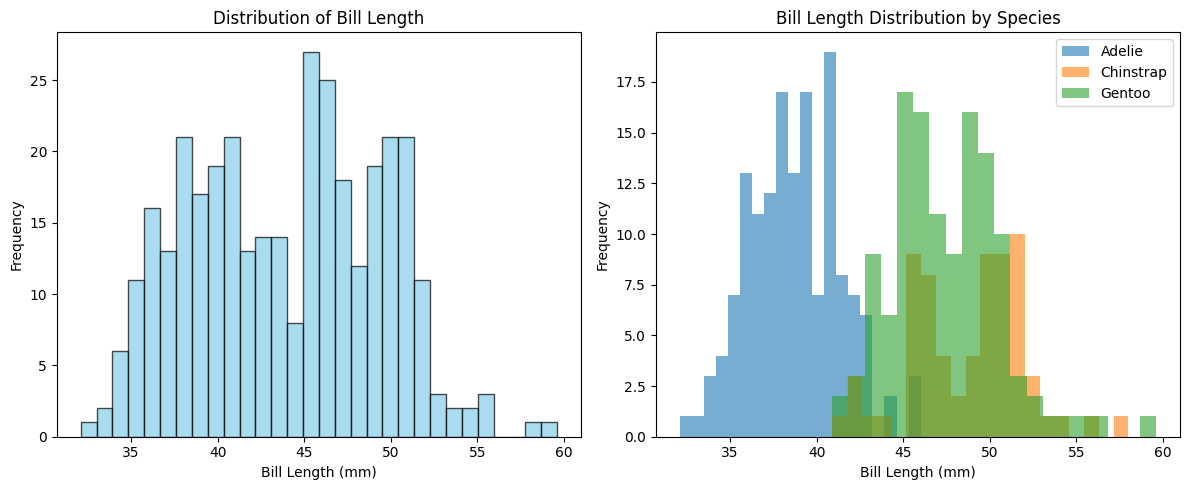 Distribution of Bill Length
Frequency
25
20
15
10
5
0
35
40
45
50
55
60
Bill Length (mm)
Bill Length Distribution by Species
Adelie
Chinstrap
Gentoo
Frequency
17.5
15.0
12.5
10.0
7.5
5.0
2.5
0.0
35
40
45
50
55
60
Bill Length (mm)